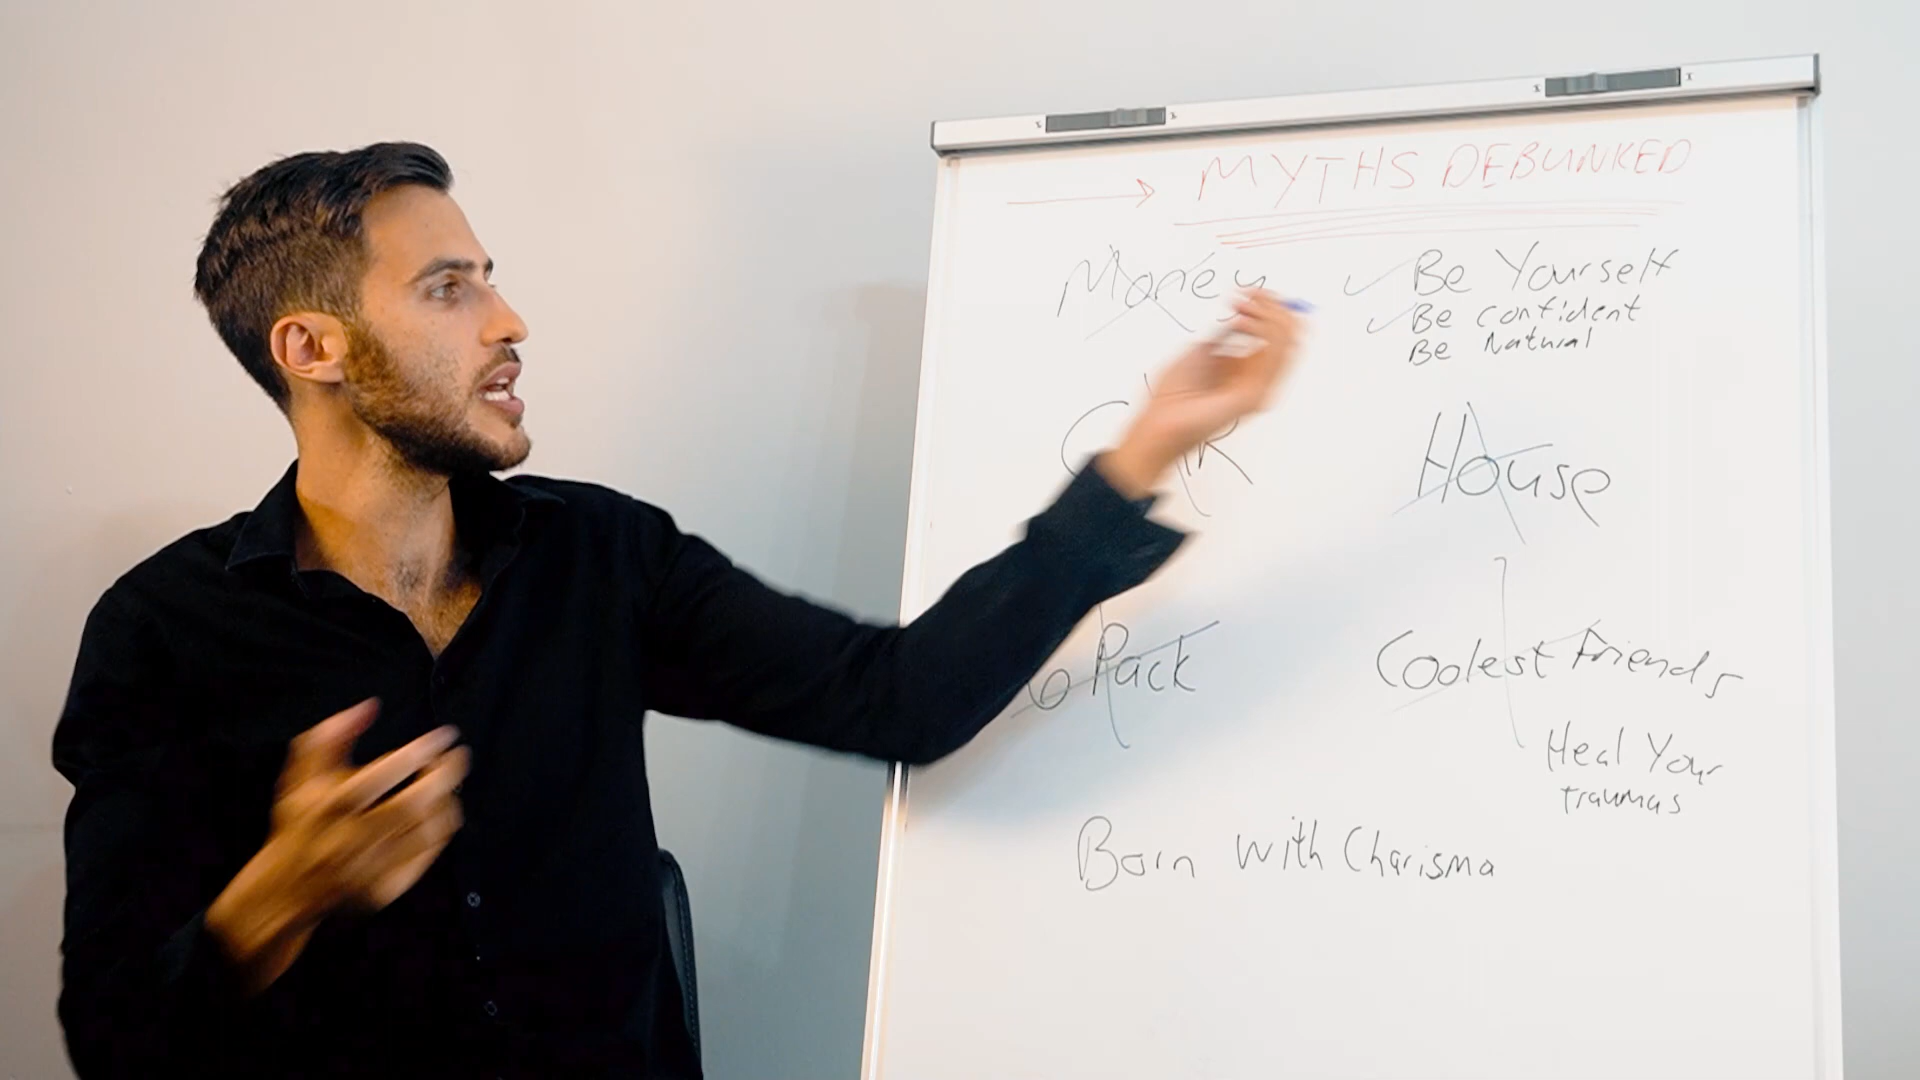 MYTHS DEBUNKED
Money
Be Yourself
Be confident
Be Natural
House
6 Pack
Coolest Friends
Heal Your
traumas
Born with Charisma